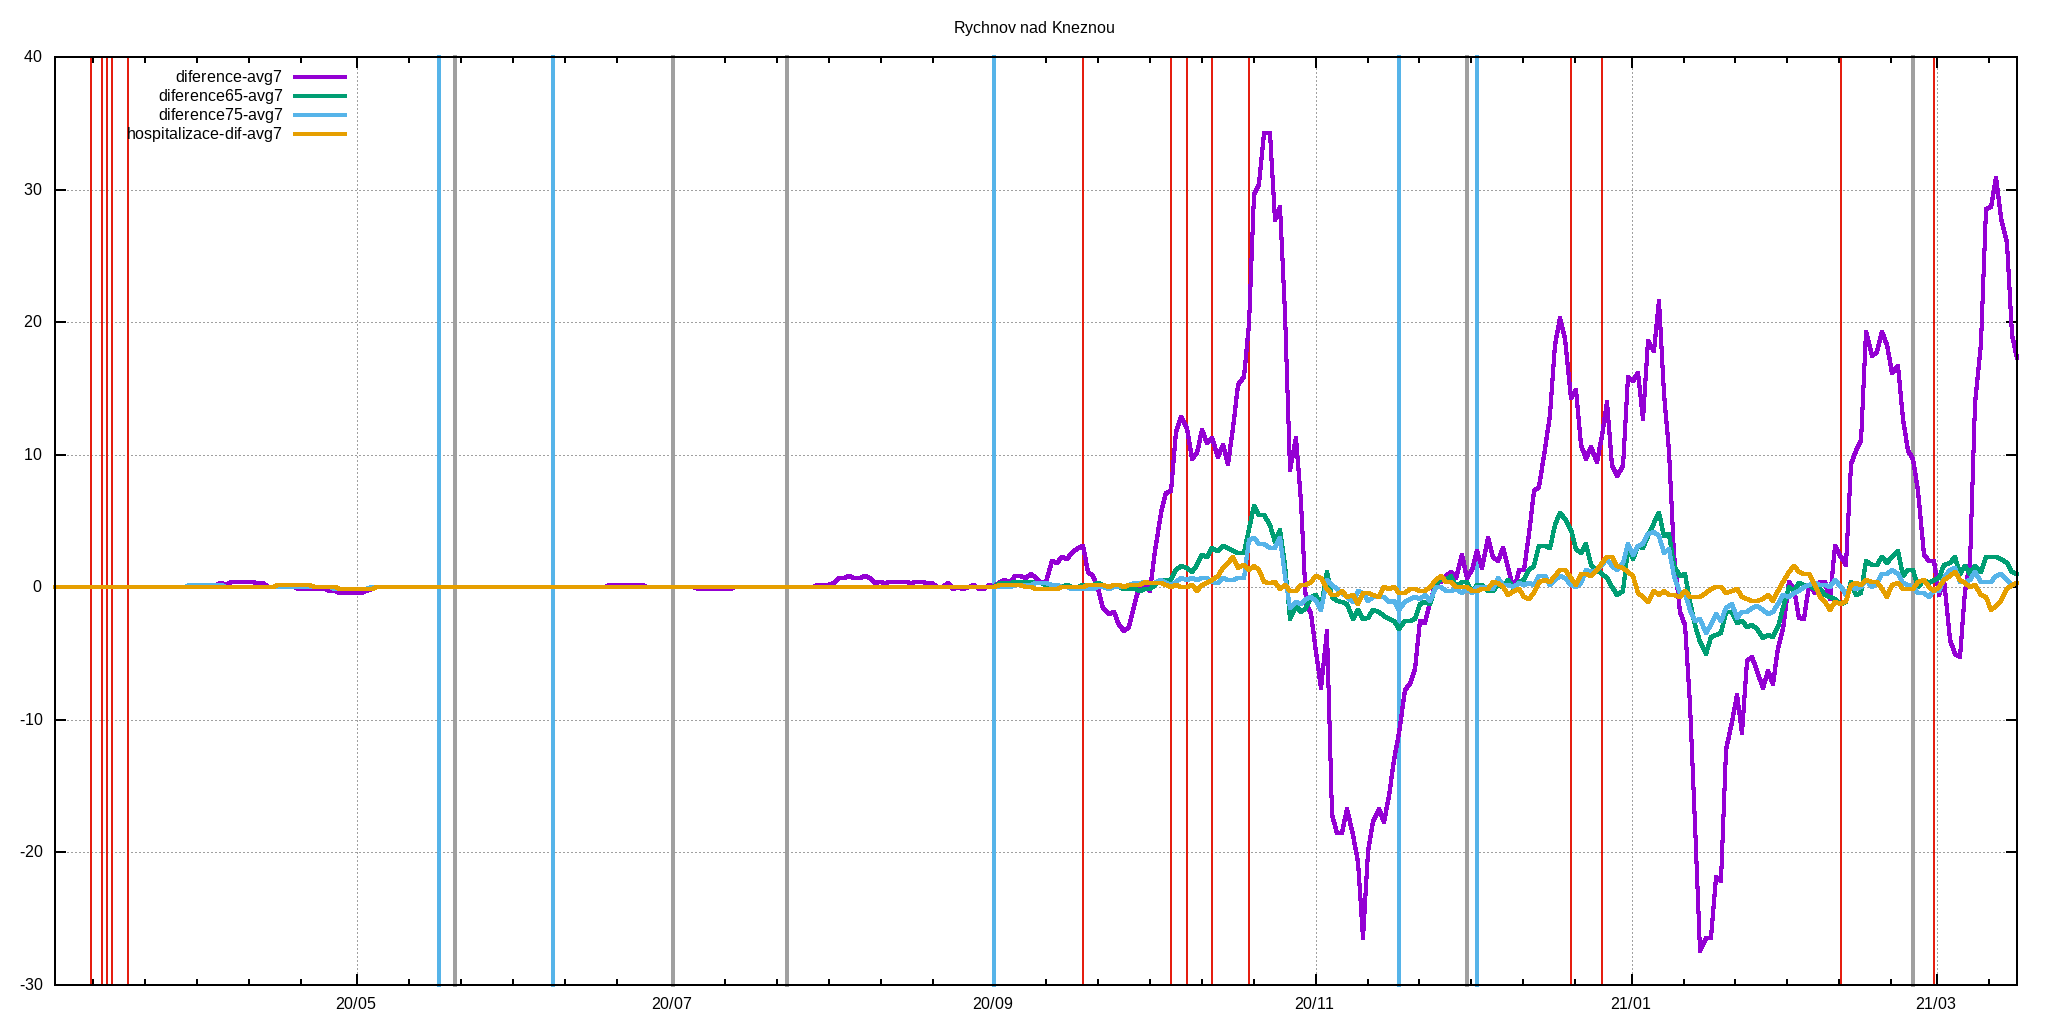 Rychnov nad Kneznou
40
diference-avg7
diference65-avg7
diference75-avg7
hospitalizace-dif-avg7
30
20
10
0
-10
-20
-30
20/05 20/07 20/09 20/11 21/01 21/03